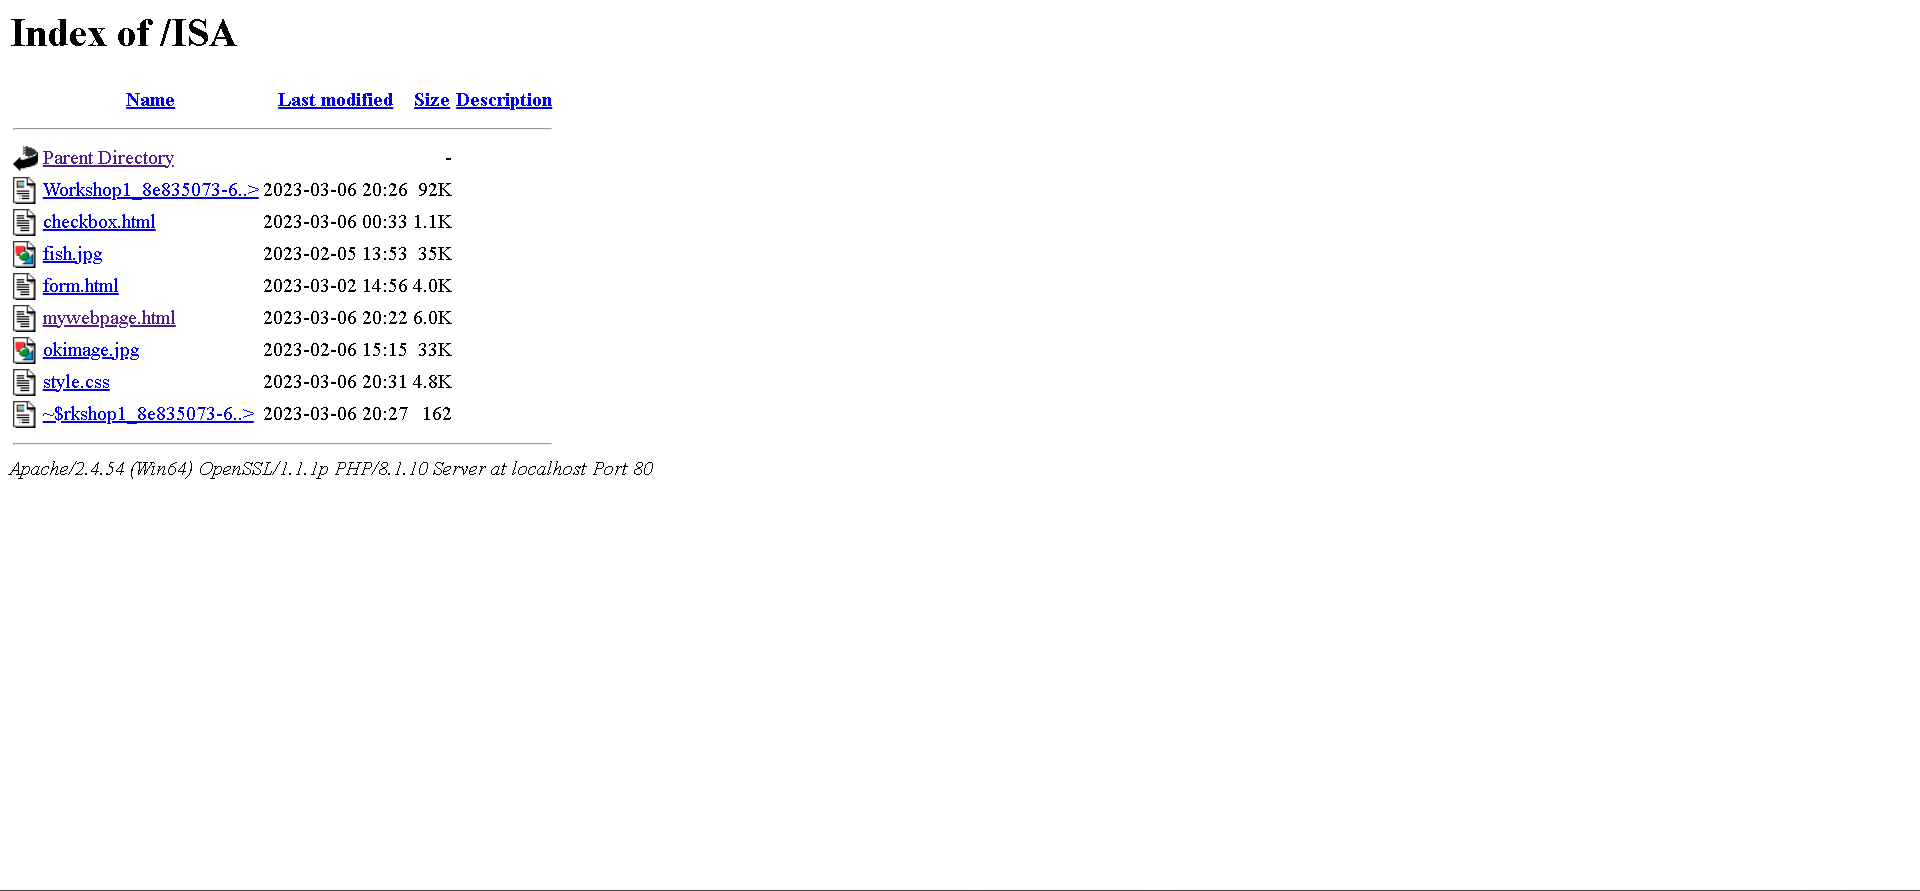 Index of /ISA
Name Last modified Size Description
Parent Directory -
Workshop1_8e835073-6..> 2023-03-06 20:26 92K
checkbox.html 2023-03-06 00:33 1.1K
fish.jpg 2023-02-05 13:53 35K
form.html 2023-03-02 14:56 4.0K
mywebpage.html 2023-03-06 20:22 6.0K
okimage.jpg 2023-02-06 15:15 33K
style.css 2023-03-06 20:31 4.8K
~$rkshop1_8e835073-6..> 2023-03-06 20:27 162
Apache/2.4.54 (Win64) OpenSSL/1.1.1p PHP/8.1.10 Server at localhost Port 80